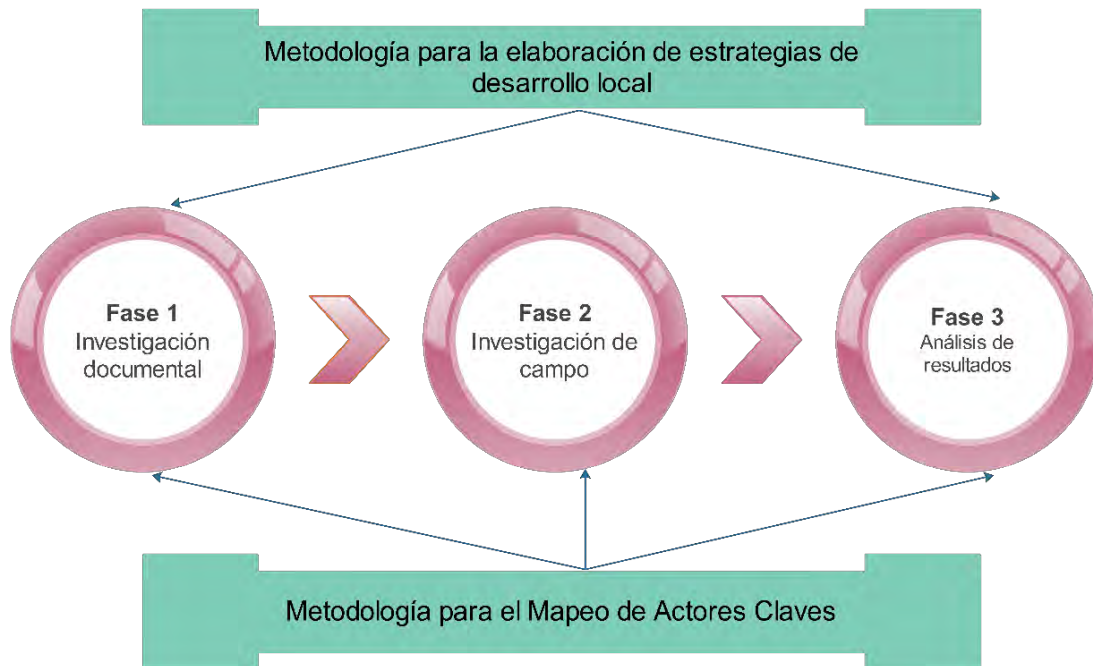 Metodología para la elaboración de estrategias de
desarrollo local
Fase 1
Investigación
documental
Fase 2
Investigación de
campo
Fase 3
Análisis de
resultados
Metodología para el Mapeo de Actores Claves